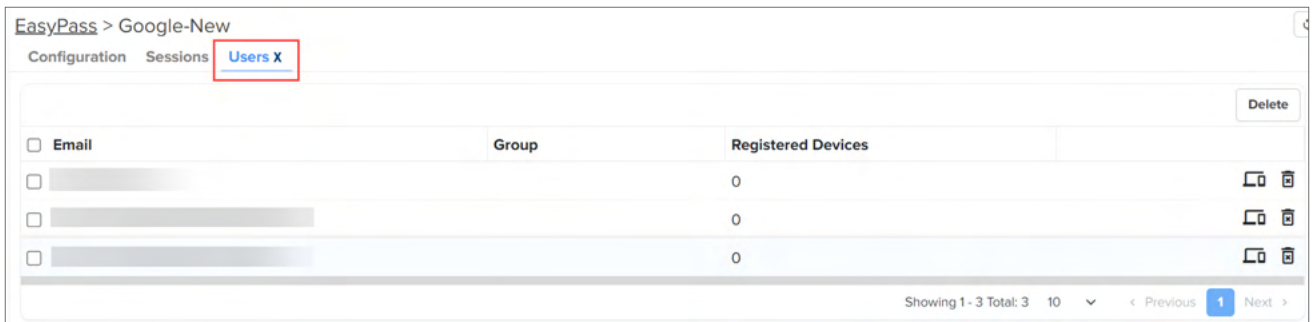 EasyPass > Google-New
Configuration Sessions Users X
Delete
Email Group Registered Devices
0
0
0
Showing 1 - 3 Total: 3 10 < Previous 1 Next >